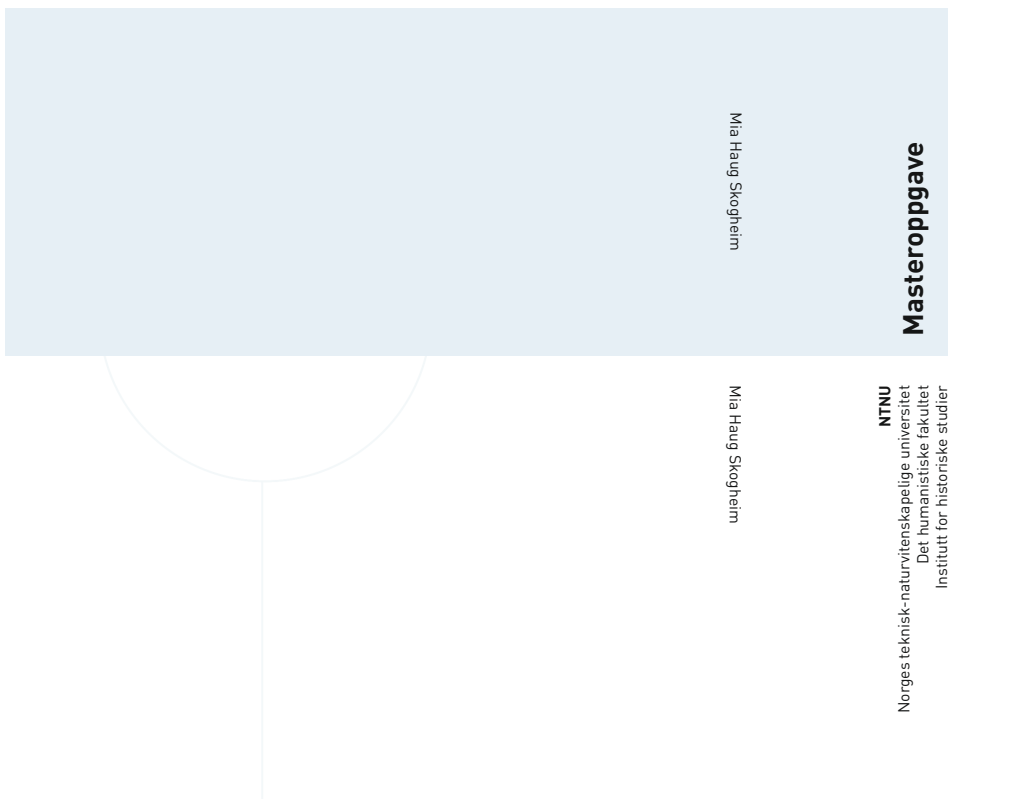 Mia Haug Skogheim
Masteroppgave
Mia Haug Skogheim
NTNU
Norges teknisk-naturvitenskapelige universitet
Det humanistiske fakultet
Institutt for historiske studier